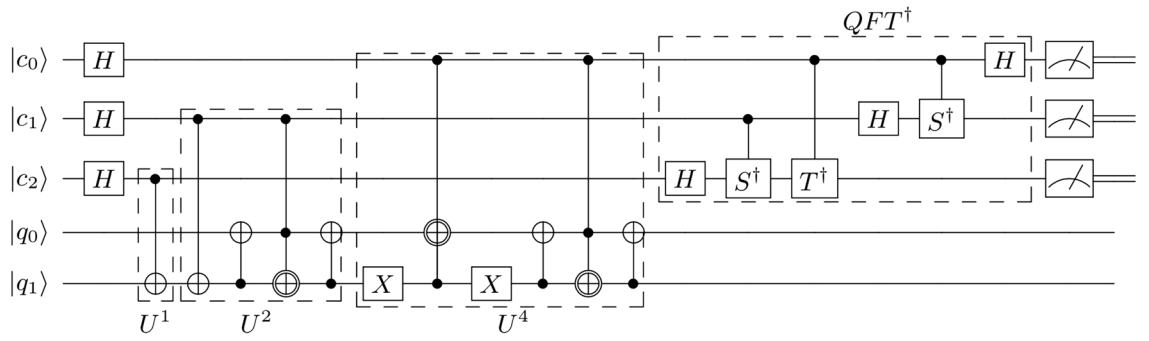 QFT†
|c₀⟩ H H
|c₁⟩ H H S†
|c₂⟩ H H S† T†
|q₀⟩
|q₁⟩ X X
U¹ U² U⁴